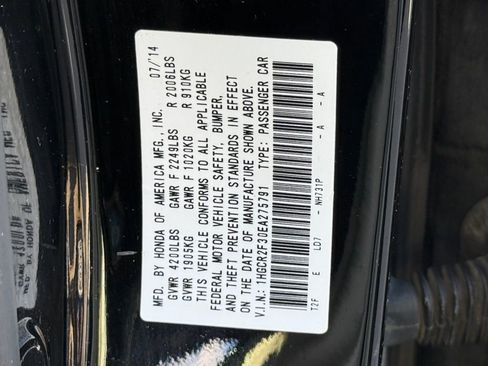 MFD. BY HONDA OF AMERICA MFG., INC. 07/'14
GVWR 4200LBS GAWR F 2249LBS R 2006LBS
GVWR 1905KG GAWR F 1020KG R 910KG
THIS VEHICLE CONFORMS TO ALL APPLICABLE
FEDERAL MOTOR VEHICLE SAFETY, BUMPER,
AND THEFT PREVENTION STANDARDS IN EFFECT
ON THE DATE OF MANUFACTURE SHOWN ABOVE.
V.I.N.: 1HGCR2F30EA275791 TYPE: PASSENGER CAR
T2F E LD7 - NH731P - A - A